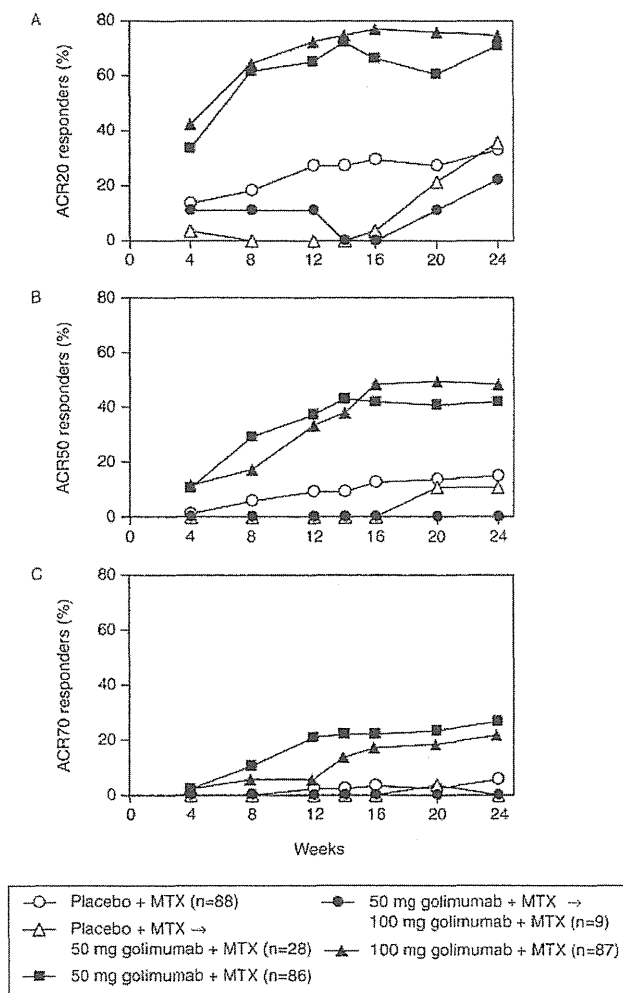 A
ACR20 responders (%)
80
60
40
20
0
0 4 8 12 16 20 24
B
ACR50 responders (%)
80
60
40
20
0
0 4 8 12 16 20 24
C
ACR70 responders (%)
80
60
40
20
0
0 4 8 12 16 20 24
Weeks
Placebo + MTX (n=88)
Placebo + MTX →
50 mg golimumab + MTX (n=28)
50 mg golimumab + MTX (n=86)
50 mg golimumab + MTX →
100 mg golimumab + MTX (n=9)
100 mg golimumab + MTX (n=87)